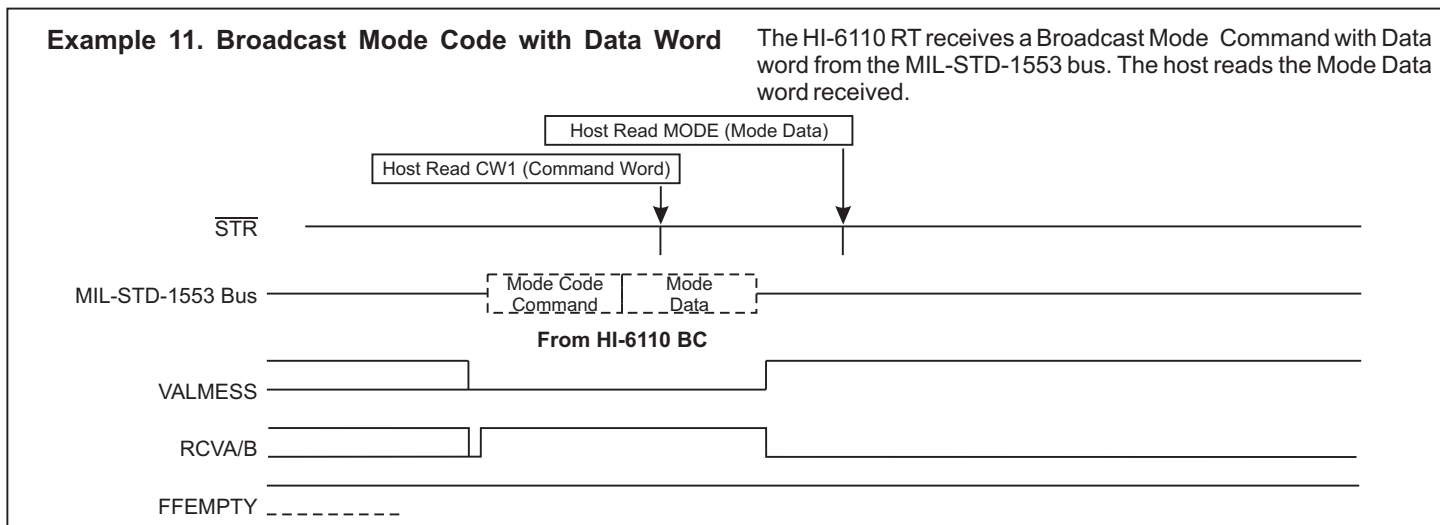 Example 11. Broadcast Mode Code with Data Word
The HI-6110 RT receives a Broadcast Mode Command with Data
word from the MIL-STD-1553 bus. The host reads the Mode Data
word received.
Host Read MODE (Mode Data)
Host Read CW1 (Command Word)
STR
MIL-STD-1553 Bus
Mode Code
Command
Mode
Data
From HI-6110 BC
VALMESS
RCVA/B
FFEMPTY